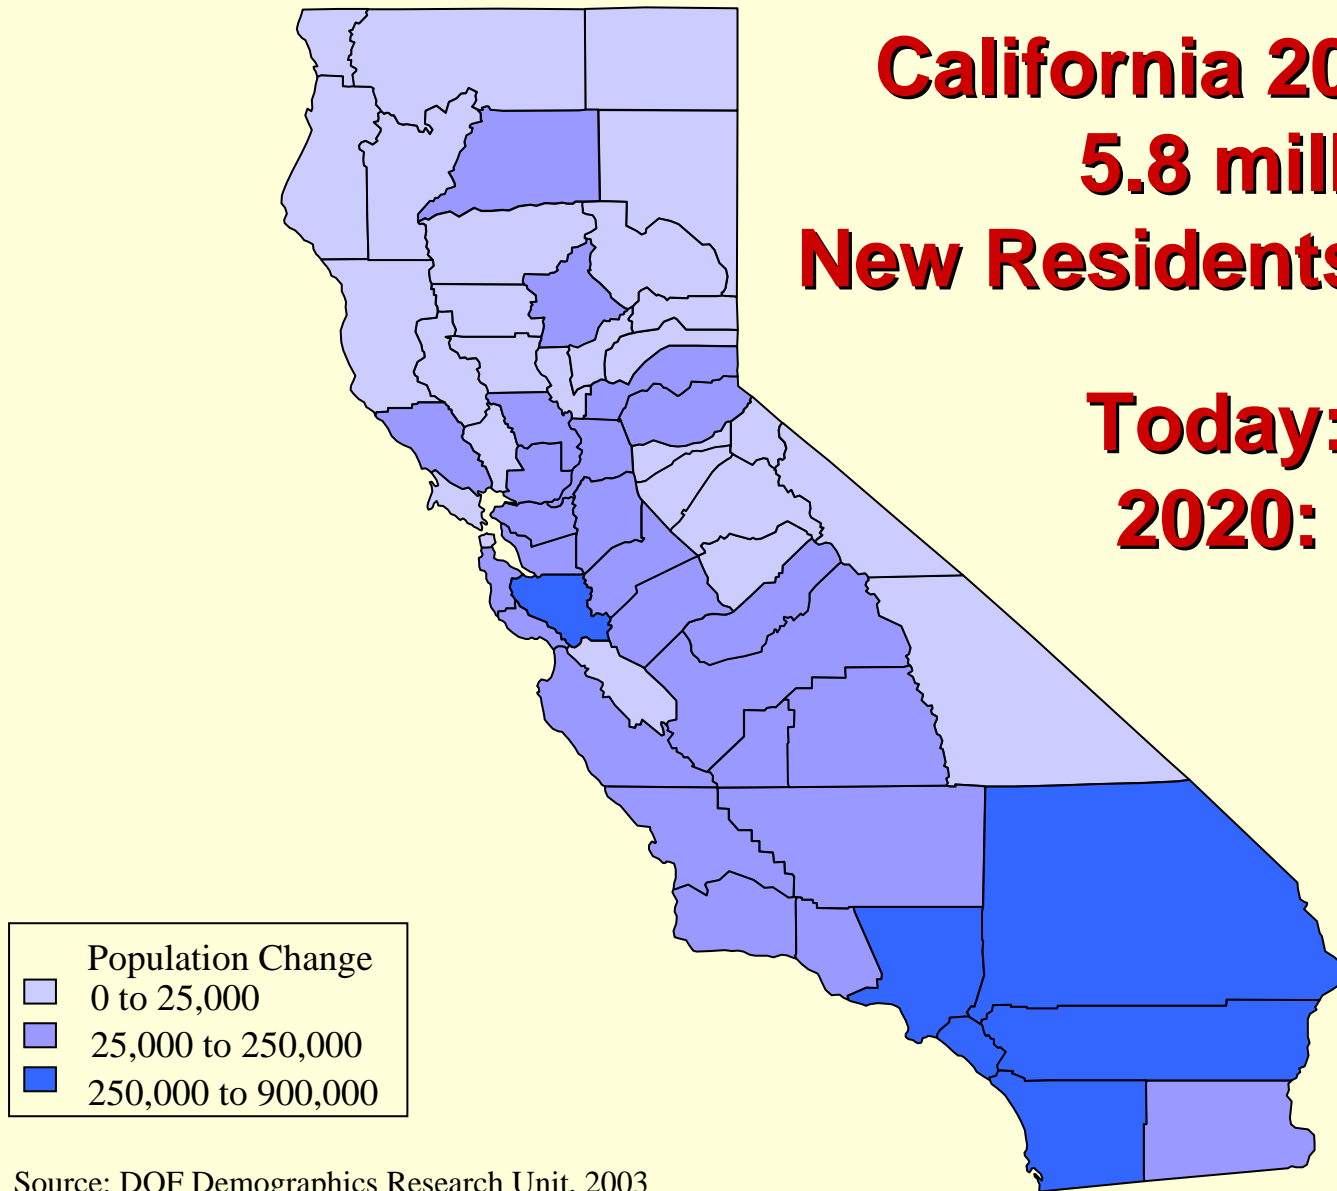 California 20
5.8 mill
New Residents
Today:
2020:
Population Change
0 to 25,000
25,000 to 250,000
250,000 to 900,000
Source: DOF Demographics Research Unit, 2003